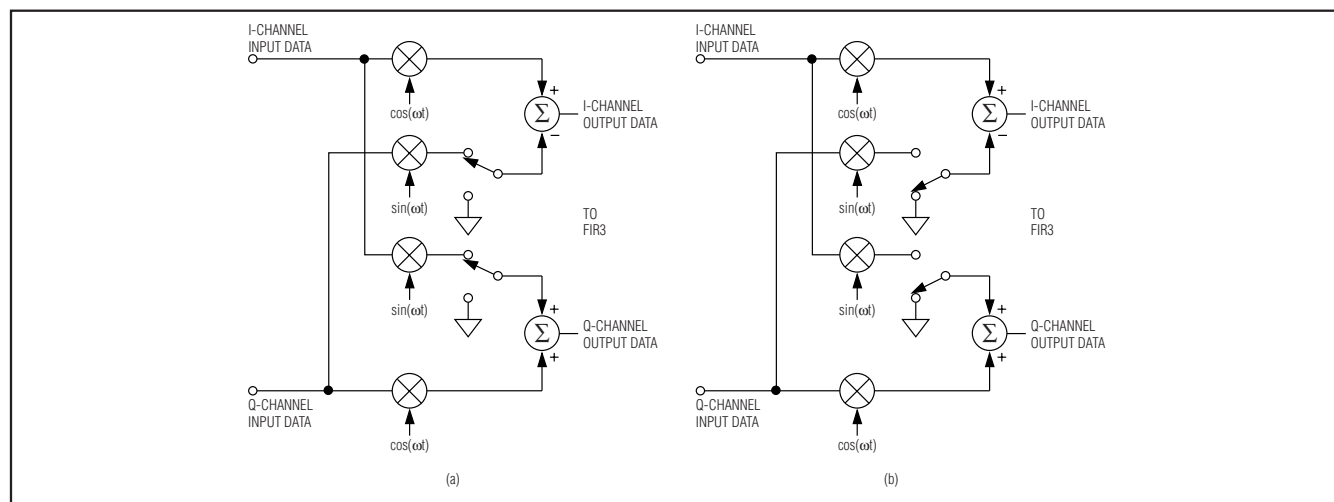 I-CHANNEL
INPUT DATA
cos(ωt)
+
Σ
−
I-CHANNEL
OUTPUT DATA
sin(ωt)
TO
FIR3
sin(ωt)
+
Σ
+
Q-CHANNEL
OUTPUT DATA
Q-CHANNEL
INPUT DATA
cos(ωt)
(a)
I-CHANNEL
INPUT DATA
cos(ωt)
+
Σ
−
I-CHANNEL
OUTPUT DATA
sin(ωt)
TO
FIR3
sin(ωt)
+
Σ
+
Q-CHANNEL
OUTPUT DATA
Q-CHANNEL
INPUT DATA
cos(ωt)
(b)